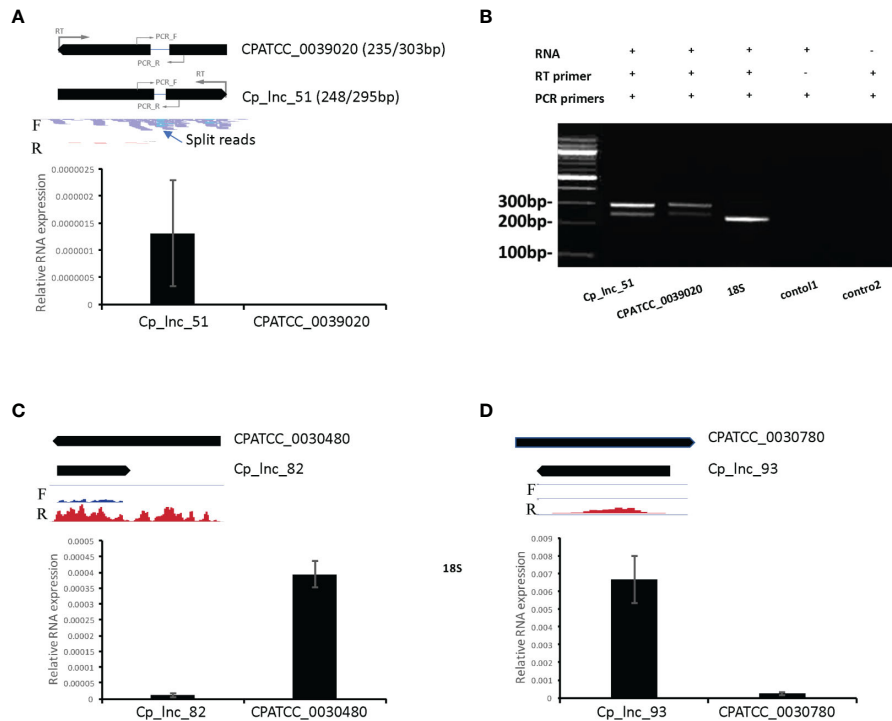 A
RT
PCR_F
PCR_R
CPATCC_0039020 (235/303bp)
RT
PCR_F
PCR_R
Cp_lnc_51 (248/295bp)
F
R
Split reads
Relative RNA expression
0.0000025
0.000002
0.0000015
0.000001
0.0000005
0
Cp_lnc_51
CPATCC_0039020
B
RNA + + + + -
RT primer + + + - +
PCR primers + + + + +
300bp-
200bp-
100bp-
Cp_lnc_51
CPATCC_0039020
18S
contol1
contro2
C
CPATCC_0030480
Cp_lnc_82
F
R
Relative RNA expression
0.0005
0.00045
0.0004
0.00035
0.0003
0.00025
0.0002
0.00015
0.0001
0.00005
0
Cp_lnc_82
CPATCC_0030480
18S
D
CPATCC_0030780
Cp_lnc_93
F
R
Relative RNA expression
0.009
0.008
0.007
0.006
0.005
0.004
0.003
0.002
0.001
0
Cp_lnc_93
CPATCC_0030780